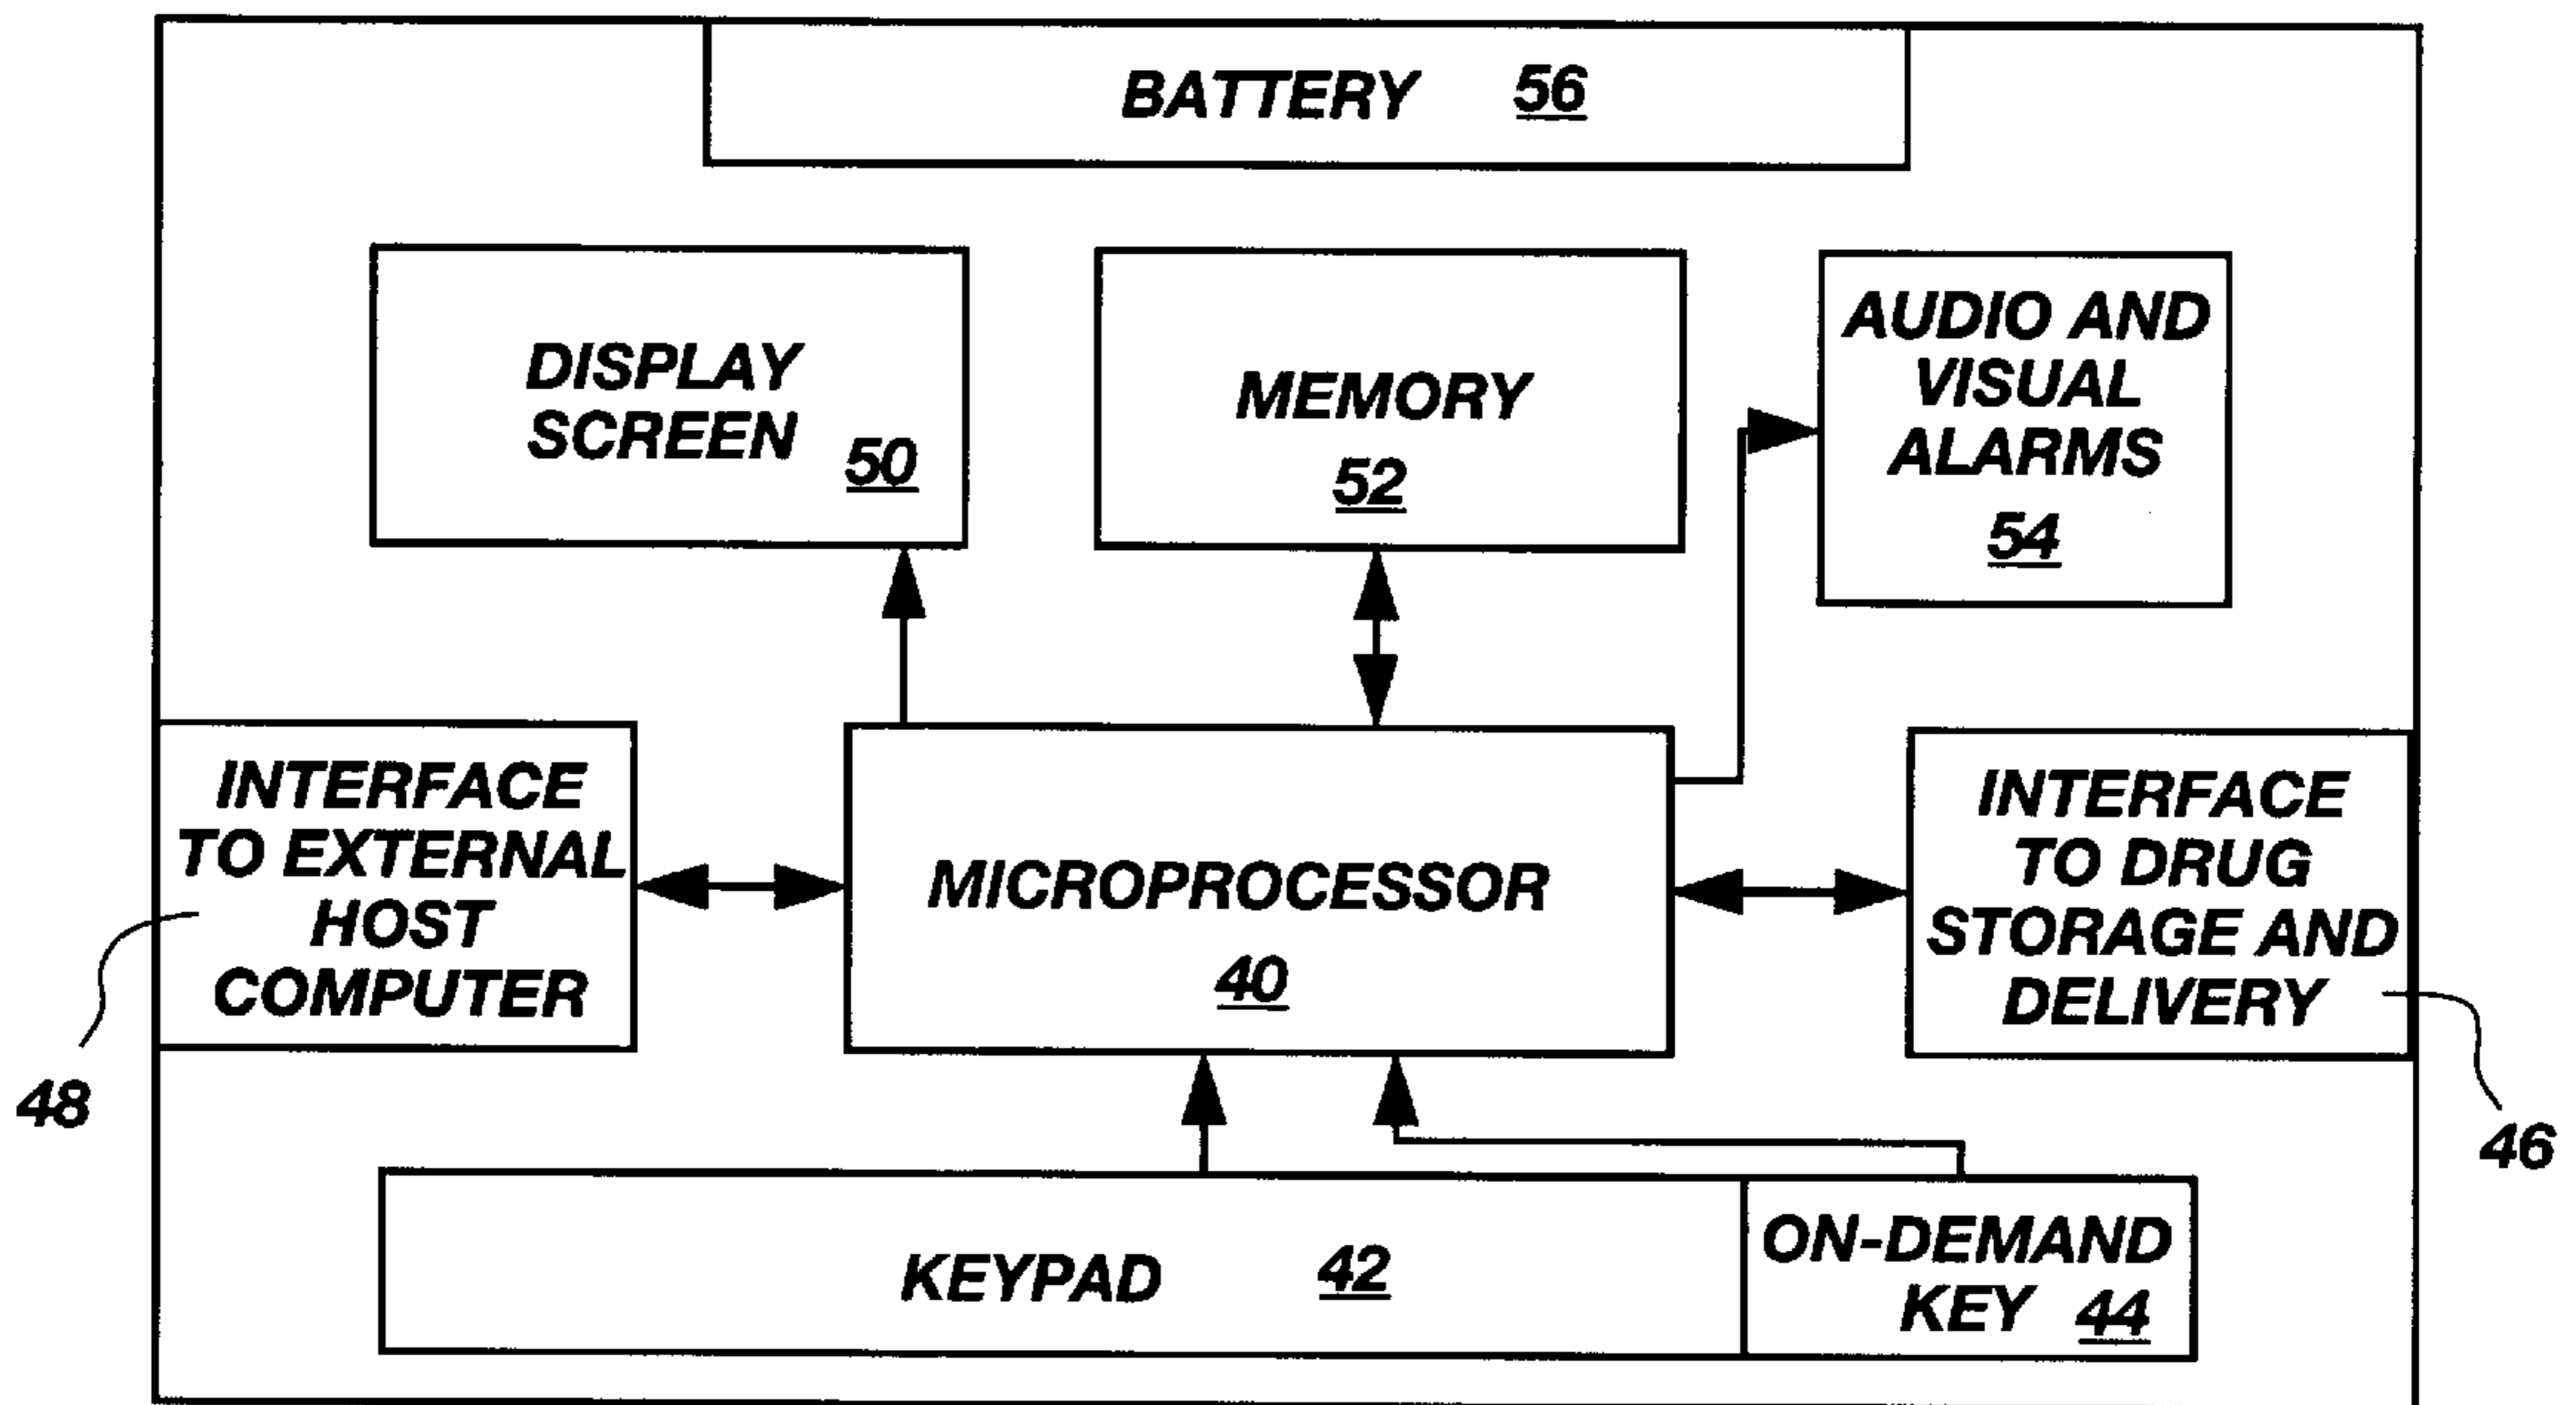 BATTERY 56
DISPLAY
SCREEN 50
MEMORY
52
AUDIO AND
VISUAL
ALARMS
54
INTERFACE
TO EXTERNAL
HOST
COMPUTER
48
MICROPROCESSOR
40
INTERFACE
TO DRUG
STORAGE AND
DELIVERY
46
KEYPAD 42
ON-DEMAND
KEY 44